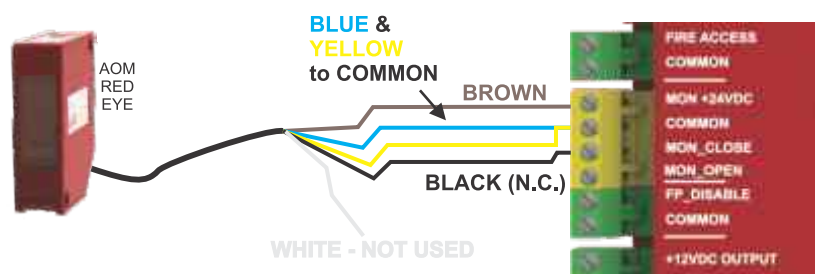 BLUE &
YELLOW
to COMMON
AOM
RED
EYE
BROWN
BLACK (N.C.)
WHITE - NOT USED
FIRE ACCESS
COMMON
MON +24VDC
COMMON
MON_CLOSE
MON_OPEN
FP_DISABLE
COMMON
+12VDC OUTPUT